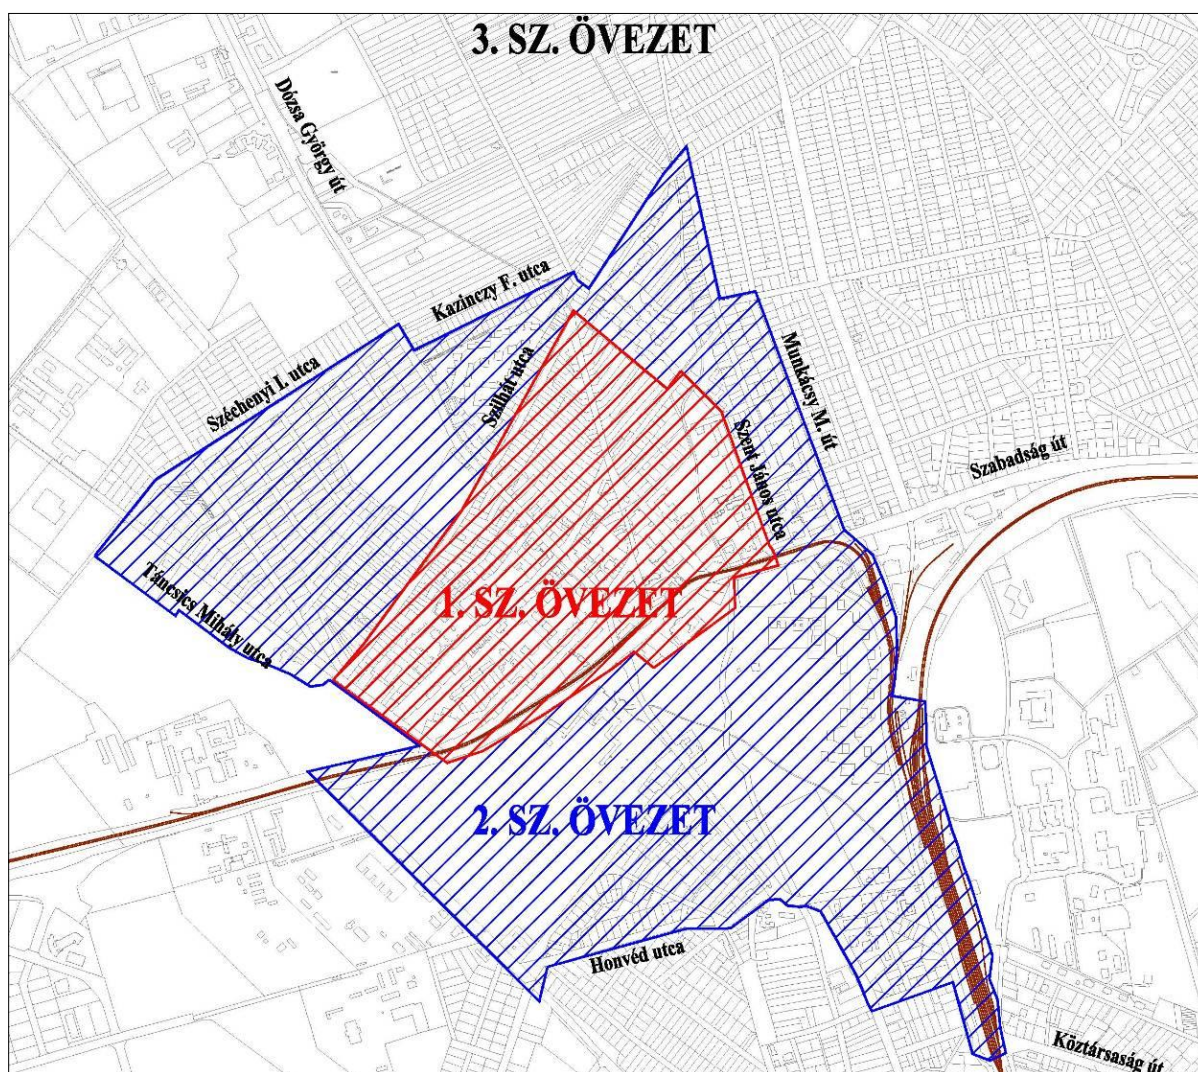 3. SZ. ÖVEZET
Dózsa György út
Kazinczy F. utca
Széchenyi I. utca
Szilhát utca
Munkácsy M. út
Szent János utca
Szabadság út
Táncsics Mihály utca
1. SZ. ÖVEZET
2. SZ. ÖVEZET
Honvéd utca
Köztársaság út